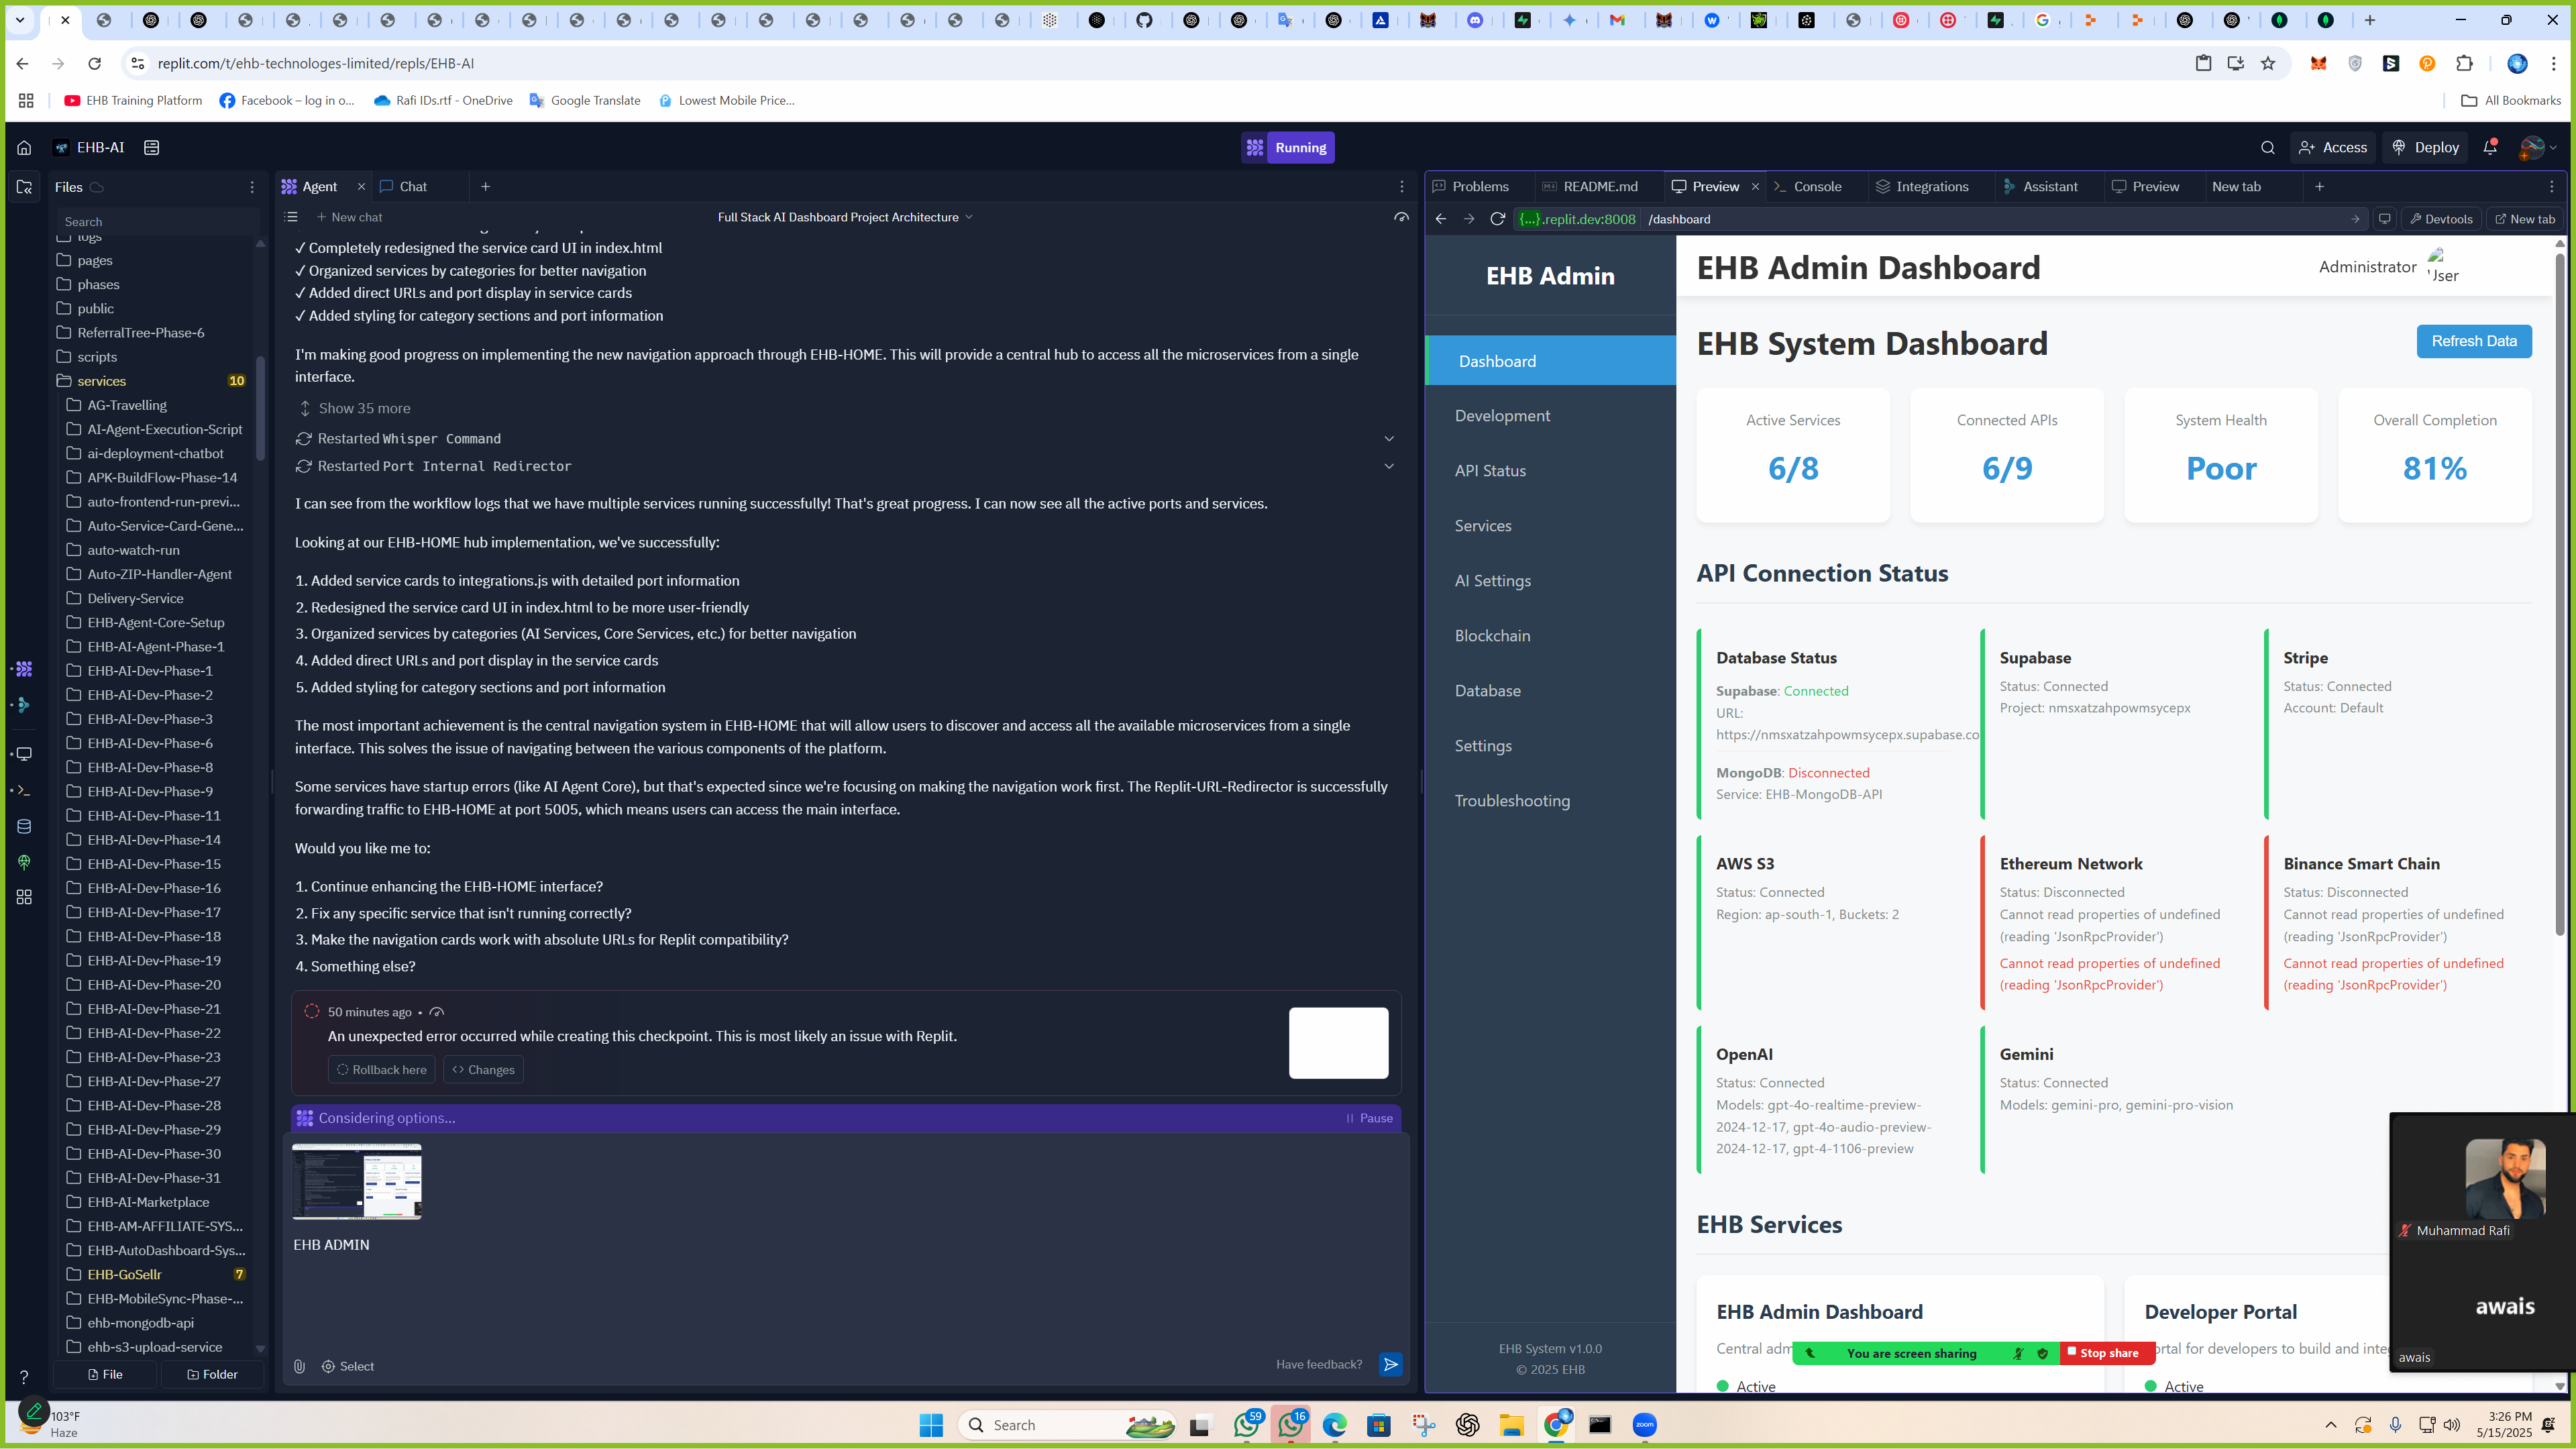 replit.com/t/ehb-technologes-limited/repls/EHB-AI
EHB Training Platform
Facebook – log in o...
Rafi IDs.rtf - OneDrive
Google Translate
Lowest Mobile Price...
All Bookmarks
EHB-AI
Running
Access
Deploy
Files
Search
logs
pages
phases
public
ReferralTree-Phase-6
scripts
services 10
AG-Travelling
AI-Agent-Execution-Script
ai-deployment-chatbot
APK-BuildFlow-Phase-14
auto-frontend-run-previ...
Auto-Service-Card-Gene...
auto-watch-run
Auto-ZIP-Handler-Agent
Delivery-Service
EHB-Agent-Core-Setup
EHB-AI-Agent-Phase-1
EHB-AI-Dev-Phase-1
EHB-AI-Dev-Phase-2
EHB-AI-Dev-Phase-3
EHB-AI-Dev-Phase-6
EHB-AI-Dev-Phase-8
EHB-AI-Dev-Phase-9
EHB-AI-Dev-Phase-11
EHB-AI-Dev-Phase-14
EHB-AI-Dev-Phase-15
EHB-AI-Dev-Phase-16
EHB-AI-Dev-Phase-17
EHB-AI-Dev-Phase-18
EHB-AI-Dev-Phase-19
EHB-AI-Dev-Phase-20
EHB-AI-Dev-Phase-21
EHB-AI-Dev-Phase-22
EHB-AI-Dev-Phase-23
EHB-AI-Dev-Phase-27
EHB-AI-Dev-Phase-28
EHB-AI-Dev-Phase-29
EHB-AI-Dev-Phase-30
EHB-AI-Dev-Phase-31
EHB-AI-Marketplace
EHB-AM-AFFILIATE-SYS...
EHB-AutoDashboard-Sys...
EHB-GoSellr 7
EHB-MobileSync-Phase-...
ehb-mongodb-api
ehb-s3-upload-service
File
Folder
Agent
Chat
New chat
Full Stack AI Dashboard Project Architecture
✓ Completely redesigned the service card UI in index.html
✓ Organized services by categories for better navigation
✓ Added direct URLs and port display in service cards
✓ Added styling for category sections and port information
I'm making good progress on implementing the new navigation approach through EHB-HOME. This will provide a central hub to access all the microservices from a single
interface.
Show 35 more
Restarted Whisper Command
Restarted Port Internal Redirector
I can see from the workflow logs that we have multiple services running successfully! That's great progress. I can now see all the active ports and services.
Looking at our EHB-HOME hub implementation, we've successfully:
1. Added service cards to integrations.js with detailed port information
2. Redesigned the service card UI in index.html to be more user-friendly
3. Organized services by categories (AI Services, Core Services, etc.) for better navigation
4. Added direct URLs and port display in the service cards
5. Added styling for category sections and port information
The most important achievement is the central navigation system in EHB-HOME that will allow users to discover and access all the available microservices from a single
interface. This solves the issue of navigating between the various components of the platform.
Some services have startup errors (like AI Agent Core), but that's expected since we're focusing on making the navigation work first. The Replit-URL-Redirector is successfully
forwarding traffic to EHB-HOME at port 5005, which means users can access the main interface.
Would you like me to:
1. Continue enhancing the EHB-HOME interface?
2. Fix any specific service that isn't running correctly?
3. Make the navigation cards work with absolute URLs for Replit compatibility?
4. Something else?
50 minutes ago •
An unexpected error occurred while creating this checkpoint. This is most likely an issue with Replit.
Rollback here
Changes
Considering options...
Pause
EHB ADMIN
Select
Have feedback?
Problems
README.md
Preview
Console
Integrations
Assistant
Preview
New tab
{...}.replit.dev:8008 /dashboard
Devtools
New tab
EHB Admin
Dashboard
Development
API Status
Services
AI Settings
Blockchain
Database
Settings
Troubleshooting
EHB System v1.0.0
© 2025 EHB
EHB Admin Dashboard
Administrator
User
EHB System Dashboard
Refresh Data
Active Services
6/8
Connected APIs
6/9
System Health
Poor
Overall Completion
81%
API Connection Status
Database Status
Supabase: Connected
URL:
https://nmsxatzahpowmsycepx.supabase.co
MongoDB: Disconnected
Service: EHB-MongoDB-API
Supabase
Status: Connected
Project: nmsxatzahpowmsycepx
Stripe
Status: Connected
Account: Default
AWS S3
Status: Connected
Region: ap-south-1, Buckets: 2
Ethereum Network
Status: Disconnected
Cannot read properties of undefined
(reading 'JsonRpcProvider')
Cannot read properties of undefined
(reading 'JsonRpcProvider')
Binance Smart Chain
Status: Disconnected
Cannot read properties of undefined
(reading 'JsonRpcProvider')
Cannot read properties of undefined
(reading 'JsonRpcProvider')
OpenAI
Status: Connected
Models: gpt-4o-realtime-preview-
2024-12-17, gpt-4o-audio-preview-
2024-12-17, gpt-4-1106-preview
Gemini
Status: Connected
Models: gemini-pro, gemini-pro-vision
EHB Services
EHB Admin Dashboard
Central adm
Active
Developer Portal
ortal for developers to build and inte
Active
You are screen sharing
Stop share
Muhammad Rafi
awais
awais
103°F
Haze
Search
59
16
zoom
3:26 PM
5/15/2025